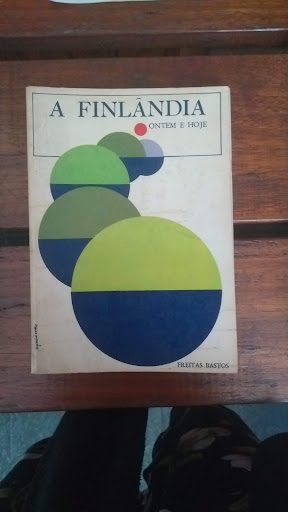 A FINLÂNDIA
ONTEM E HOJE
FREITAS BASTOS